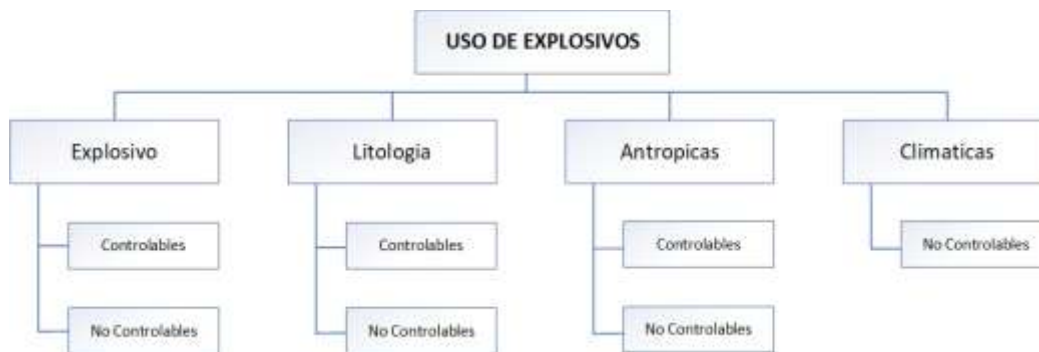 USO DE EXPLOSIVOS
Explosivo
Litologia
Antropicas
Climaticas
Controlables
Controlables
Controlables
No Controlables
No Controlables
No Controlables
No Controlables